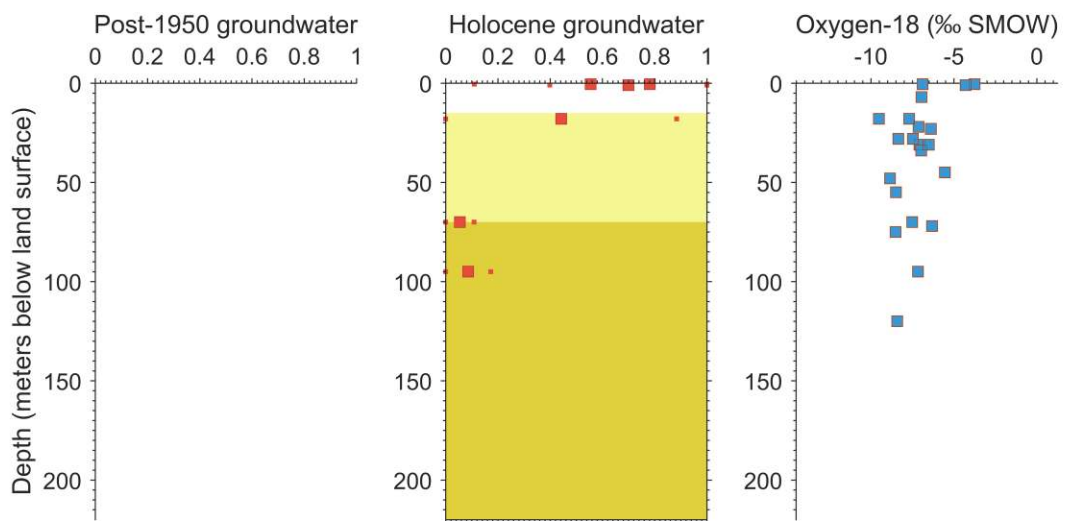 Post-1950 groundwater
0 0.2 0.4 0.6 0.8 1
Holocene groundwater
0 0.2 0.4 0.6 0.8 1
Oxygen-18 (‰ SMOW)
-10 -5 0
Depth (meters below land surface)
0
50
100
150
200
0
50
100
150
200
0
50
100
150
200